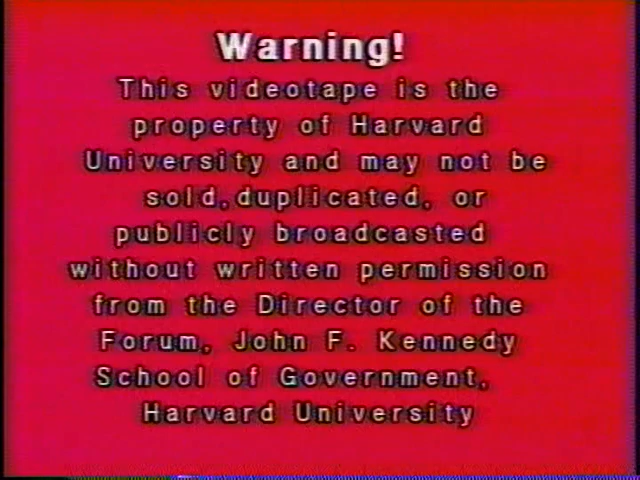 Warning!
This videotape is the
property of Harvard
University and may not be
sold,duplicated, or
publicly broadcasted
without written permission
from the Director of the
Forum, John F. Kennedy
School of Government,
Harvard University